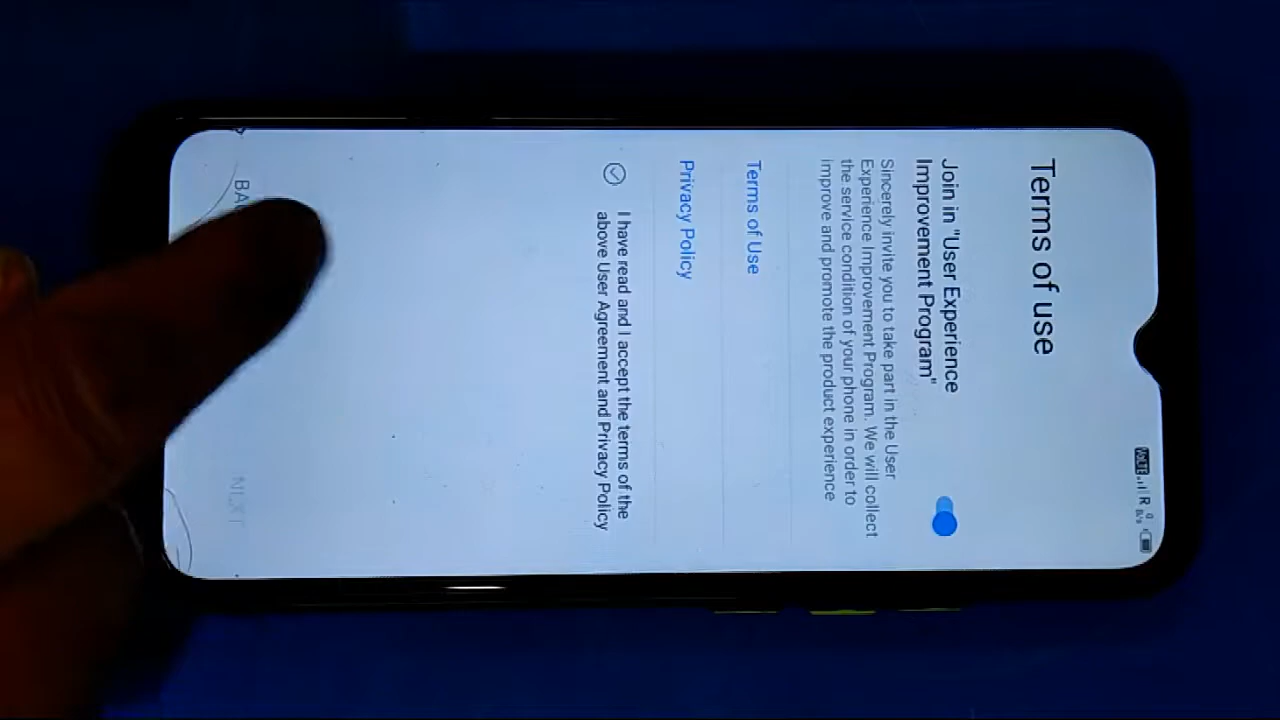 VoLTE R 0
B/s
Terms of use
Join in "User Experience
Improvement Program"
Sincerely invite you to take part in the User
Experience Improvement Program. We will collect
the service condition of your phone in order to
improve and promote the product experience
Terms of Use
Privacy Policy
I have read and I accept the terms of the
above User Agreement and Privacy Policy
NEXT